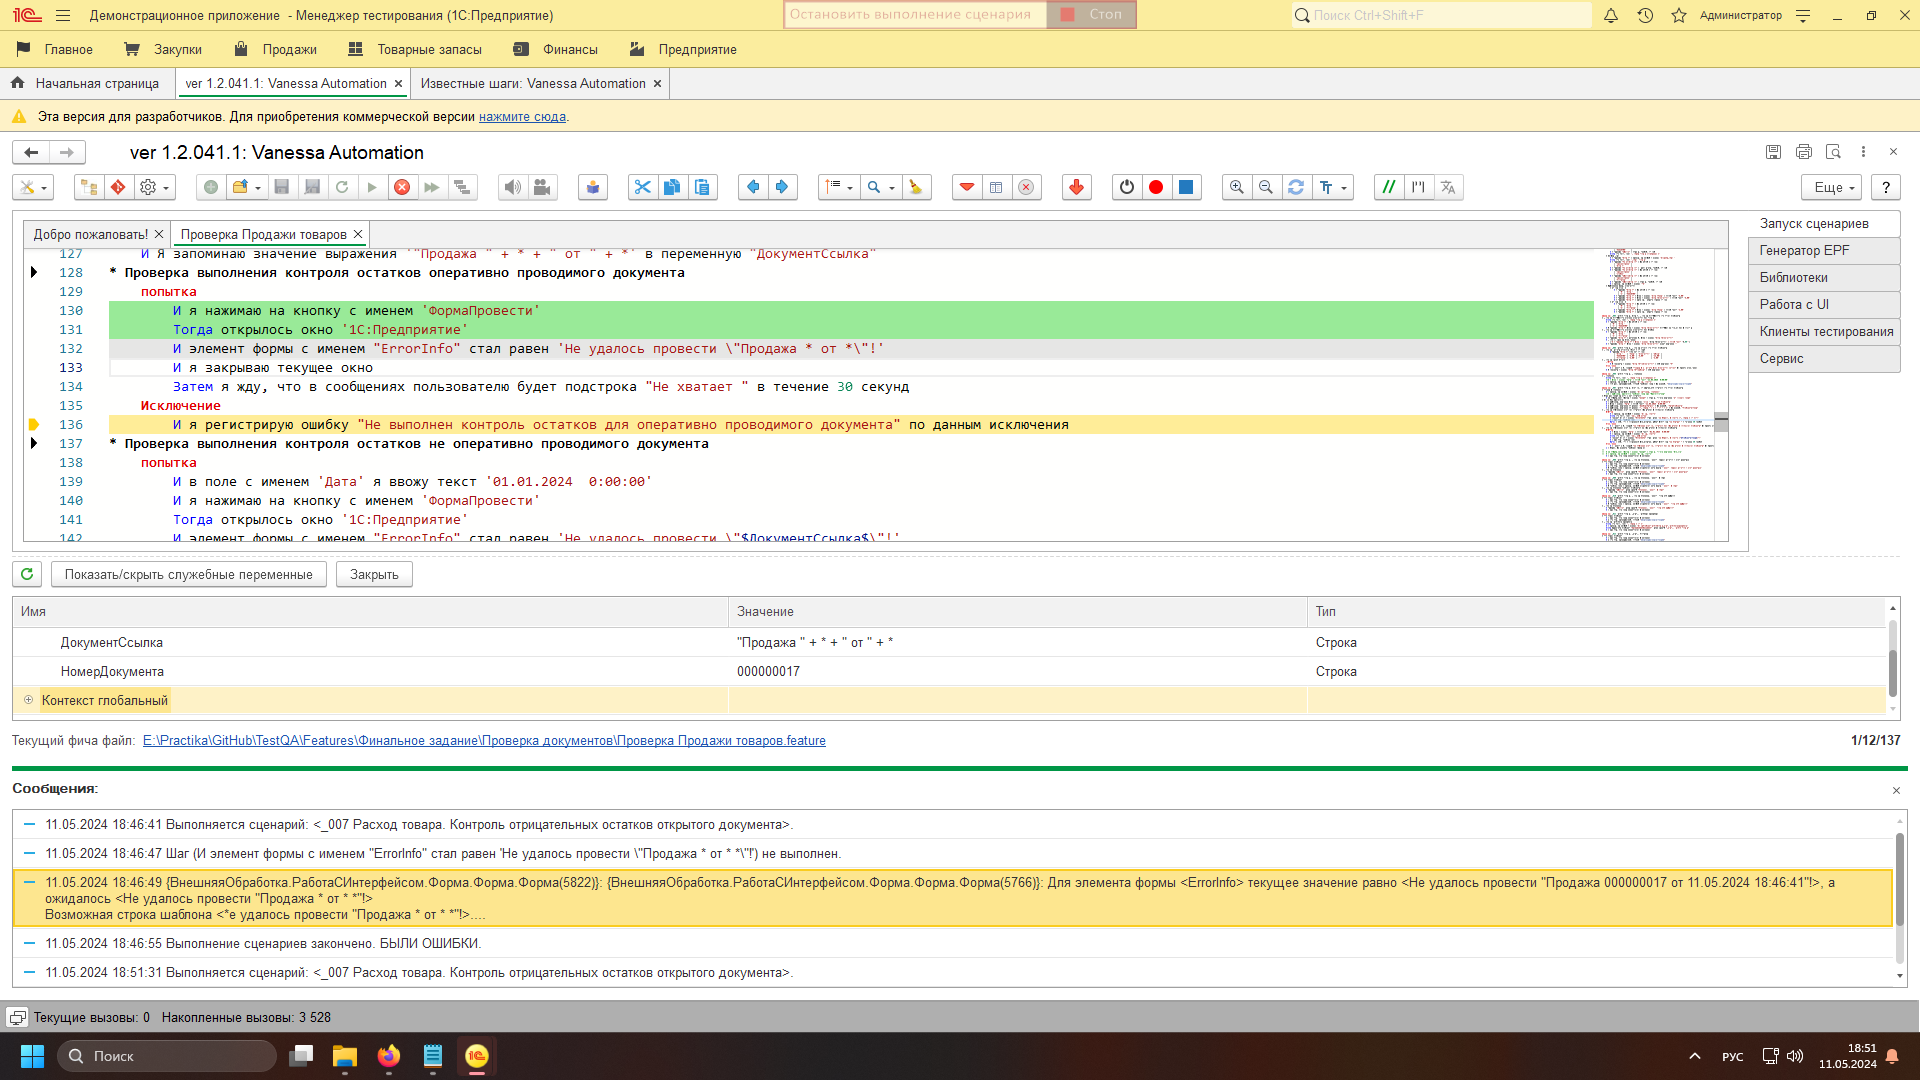 Демонстрационное приложение - Менеджер тестирования (1С:Предприятие)
Остановить выполнение сценария Стоп
Поиск Ctrl+Shift+F
Администратор
Главное Закупки Продажи Товарные запасы Финансы Предприятие
Начальная страница ver 1.2.041.1: Vanessa Automation × Известные шаги: Vanessa Automation ×
Эта версия для разработчиков. Для приобретения коммерческой версии нажмите сюда.
ver 1.2.041.1: Vanessa Automation
Еще ?
Добро пожаловать! × Проверка Продажи товаров ×
Запуск сценариев
Генератор EPF
Библиотеки
Работа с UI
Клиенты тестирования
Сервис
127 И Я запоминаю значение выражения '"Продажа " + * + " от " + *' в переменную "ДокументСсылка"
128 * Проверка выполнения контроля остатков оперативно проводимого документа
129 попытка
130 И я нажимаю на кнопку с именем 'ФормаПровести'
131 Тогда открылось окно '1С:Предприятие'
132 И элемент формы с именем "ErrorInfo" стал равен 'Не удалось провести \"Продажа * от *\"!'
133 И я закрываю текущее окно
134 Затем я жду, что в сообщениях пользователю будет подстрока "Не хватает " в течение 30 секунд
135 Исключение
136 И я регистрирую ошибку "Не выполнен контроль остатков для оперативно проводимого документа" по данным исключения
137 * Проверка выполнения контроля остатков не оперативно проводимого документа
138 попытка
139 И в поле с именем 'Дата' я ввожу текст '01.01.2024  0:00:00'
140 И я нажимаю на кнопку с именем 'ФормаПровести'
141 Тогда открылось окно '1С:Предприятие'
142 И элемент формы с именем "ErrorInfo" стал равен 'Не удалось провести \"$ДокументСсылка$\"!'
Показать/скрыть служебные переменные Закрыть
Имя Значение Тип
ДокументСсылка "Продажа " + * + " от " + * Строка
НомерДокумента 000000017 Строка
Контекст глобальный
Текущий фича файл: E:\Practika\GitHub\TestQA\Features\Финальное задание\Проверка документов\Проверка Продажи товаров.feature 1/12/137
Сообщения:
11.05.2024 18:46:41 Выполняется сценарий: <_007 Расход товара. Контроль отрицательных остатков открытого документа>.
11.05.2024 18:46:47 Шаг (И элемент формы с именем "ErrorInfo" стал равен 'Не удалось провести \"Продажа * от * *\"!') не выполнен.
11.05.2024 18:46:49 {ВнешняяОбработка.РаботаСИнтерфейсом.Форма.Форма.Форма(5822)}: {ВнешняяОбработка.РаботаСИнтерфейсом.Форма.Форма.Форма(5766)}: Для элемента формы <ErrorInfo> текущее значение равно <Не удалось провести "Продажа 000000017 от 11.05.2024 18:46:41"!>, а
ожидалось <Не удалось провести "Продажа * от * *"!>
Возможная строка шаблона <*е удалось провести "Продажа * от * *"!>....
11.05.2024 18:46:55 Выполнение сценариев закончено. БЫЛИ ОШИБКИ.
11.05.2024 18:51:31 Выполняется сценарий: <_007 Расход товара. Контроль отрицательных остатков открытого документа>.
Текущие вызовы: 0 Накопленные вызовы: 3 528
Поиск
РУС
18:51
11.05.2024